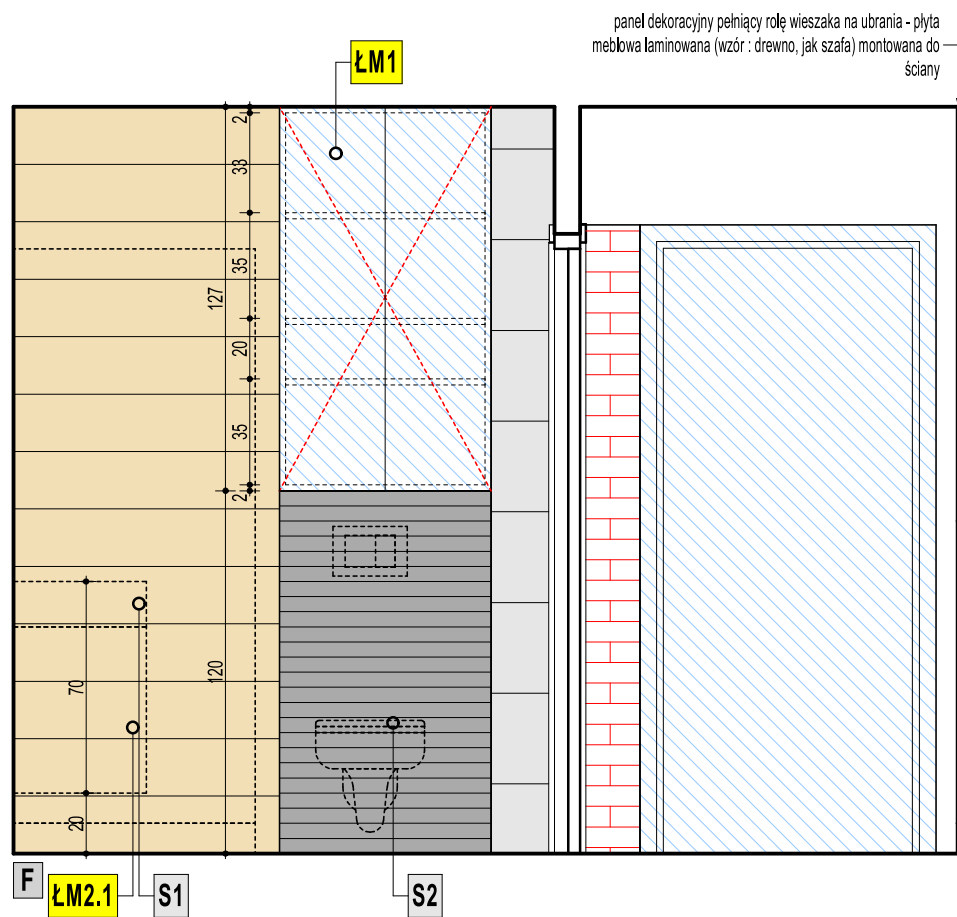 panel dekoracyjny pełniący rolę wieszaka na ubrania - płyta
meblowa laminowana (wzór : drewno, jak szafa) montowana do
ściany
ŁM1
2
33
35
127
20
35
2
120
70
20
F
ŁM2.1
S1
S2